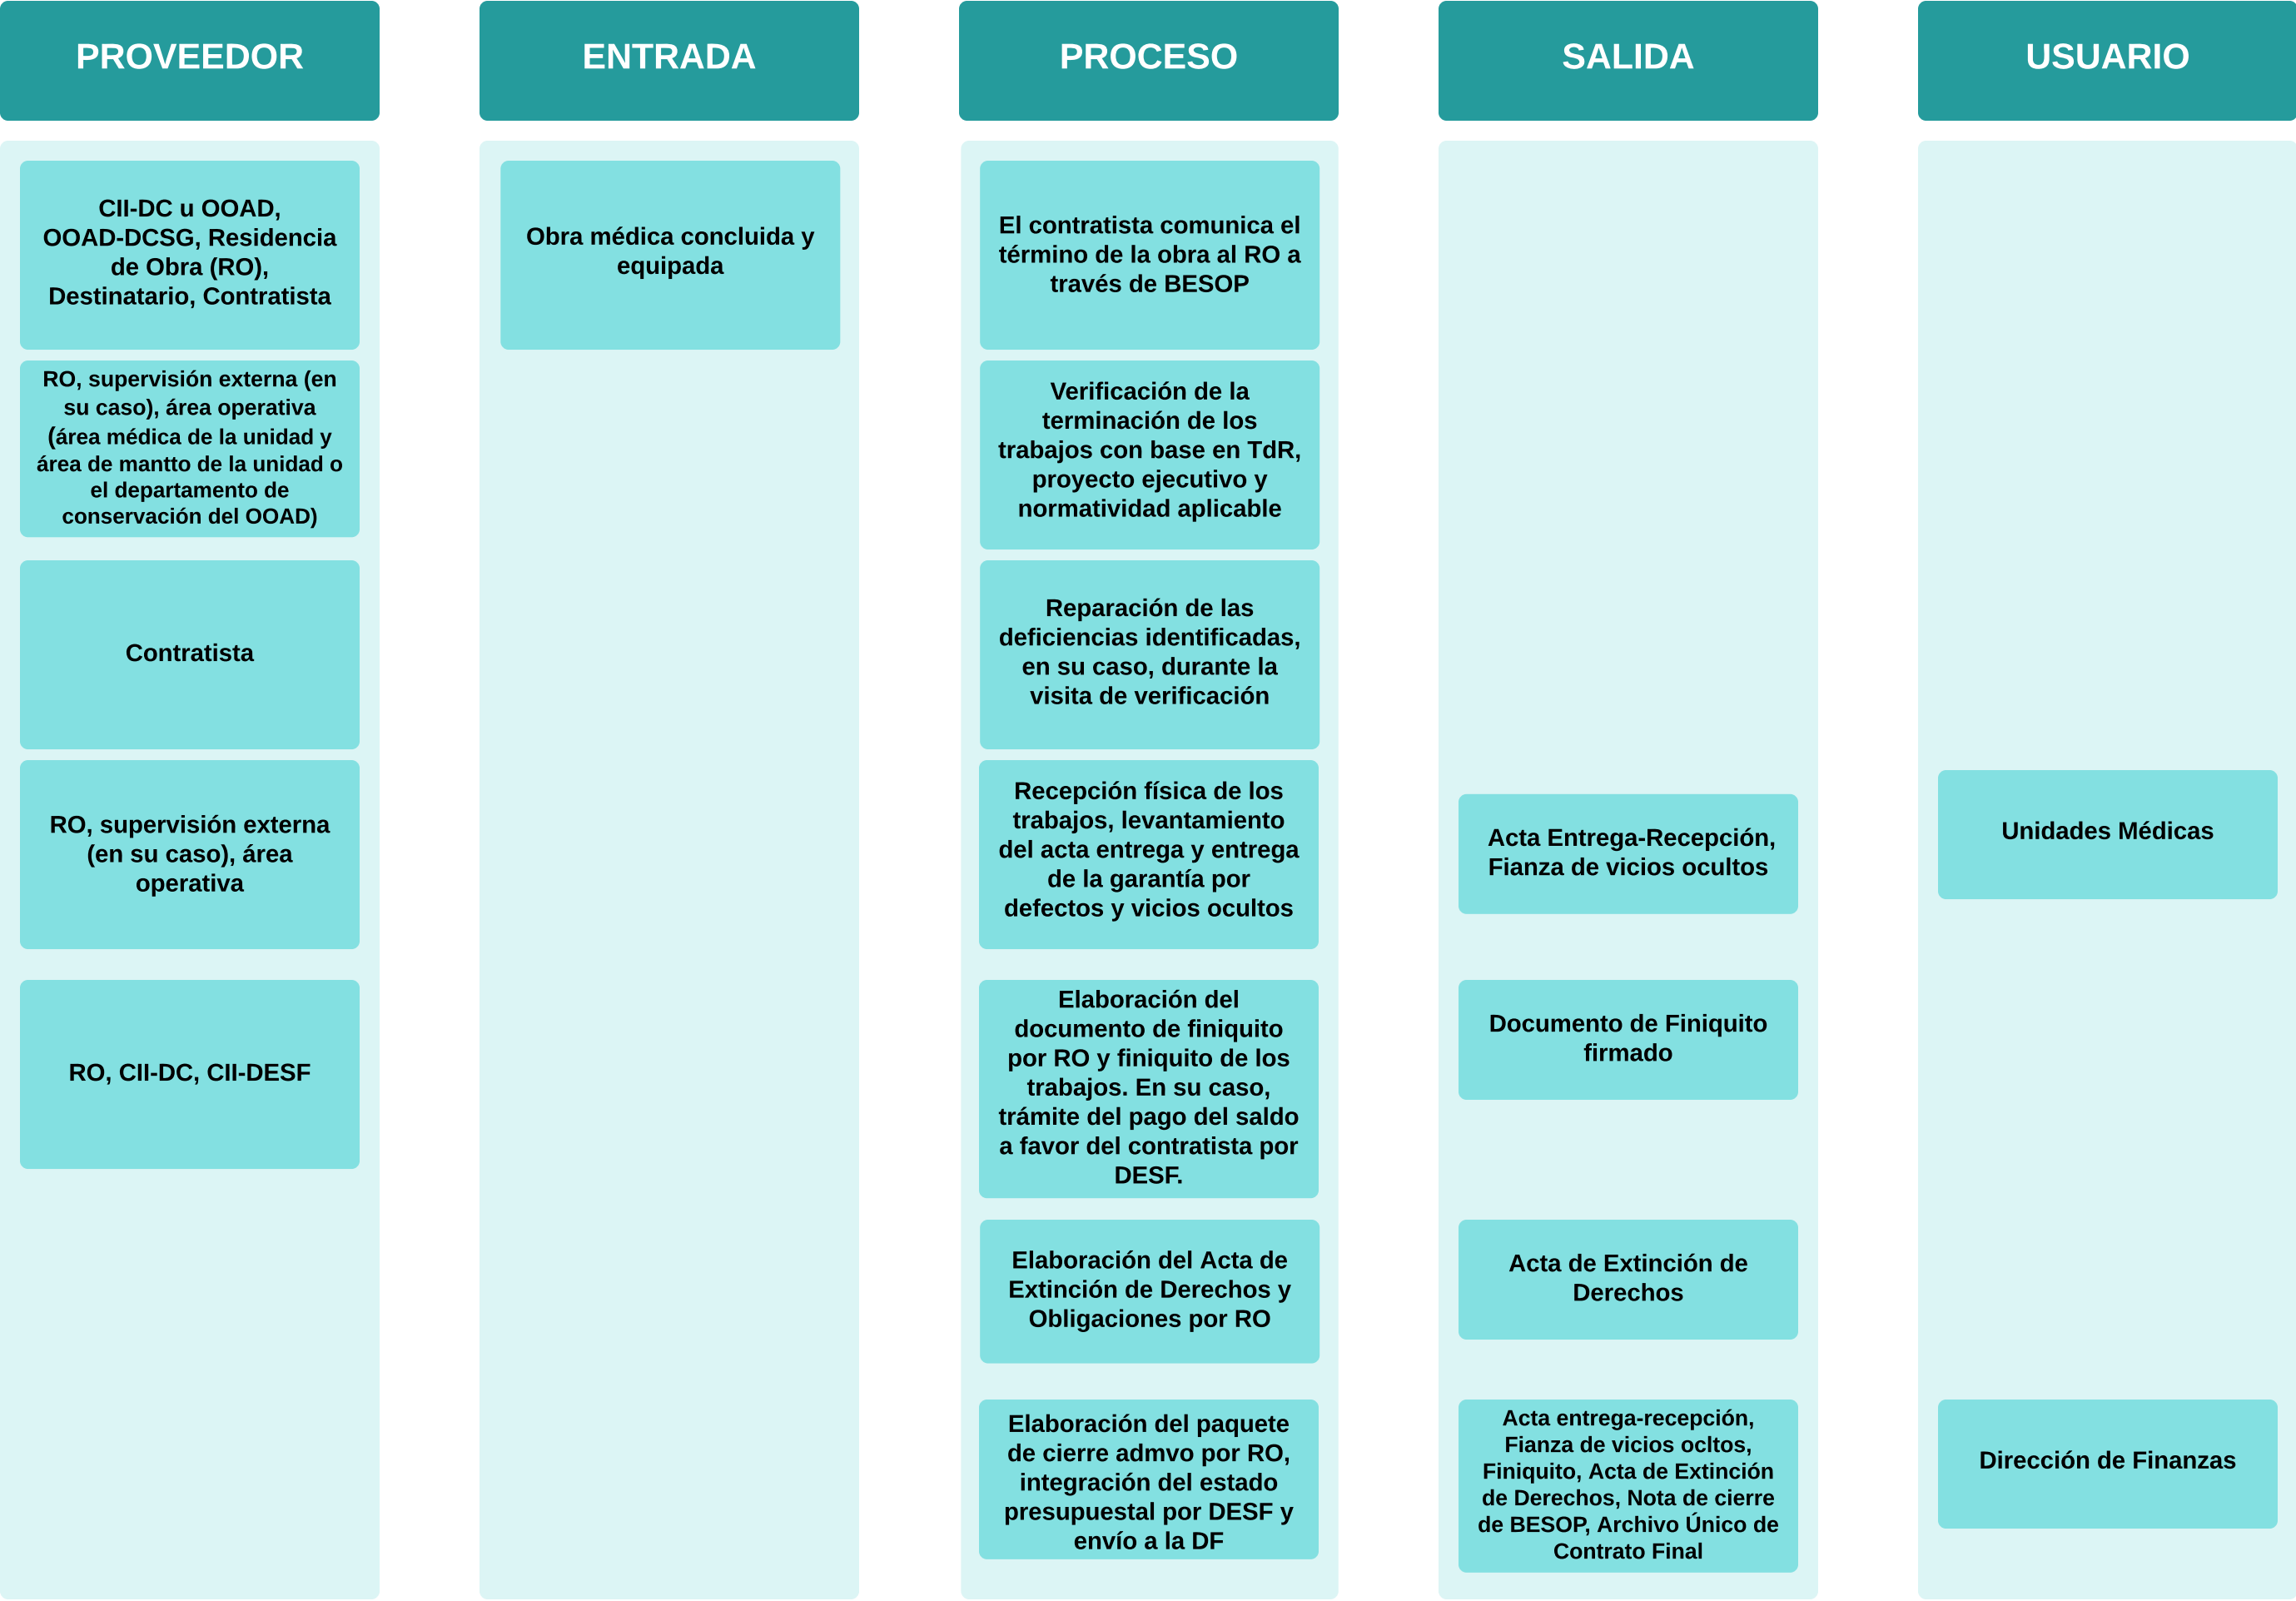 PROVEEDOR
ENTRADA
PROCESO
SALIDA
USUARIO
CII-DC u OOAD,
OOAD-DCSG, Residencia
de Obra (RO),
Destinatario, Contratista
RO, supervisión externa (en
su caso), área operativa
(área médica de la unidad y
área de mantto de la unidad o
el departamento de
conservación del OOAD)
Contratista
RO, supervisión externa
(en su caso), área
operativa
RO, CII-DC, CII-DESF
Obra médica concluida y
equipada
El contratista comunica el
término de la obra al RO a
través de BESOP
Verificación de la
terminación de los
trabajos con base en TdR,
proyecto ejecutivo y
normatividad aplicable
Reparación de las
deficiencias identificadas,
en su caso, durante la
visita de verificación
Recepción física de los
trabajos, levantamiento
del acta entrega y entrega
de la garantía por
defectos y vicios ocultos
Elaboración del
documento de finiquito
por RO y finiquito de los
trabajos. En su caso,
trámite del pago del saldo
a favor del contratista por
DESF.
Elaboración del Acta de
Extinción de Derechos y
Obligaciones por RO
Elaboración del paquete
de cierre admvo por RO,
integración del estado
presupuestal por DESF y
envío a la DF
Acta Entrega-Recepción,
Fianza de vicios ocultos
Documento de Finiquito
firmado
Acta de Extinción de
Derechos
Acta entrega-recepción,
Fianza de vicios ocltos,
Finiquito, Acta de Extinción
de Derechos, Nota de cierre
de BESOP, Archivo Único de
Contrato Final
Unidades Médicas
Dirección de Finanzas